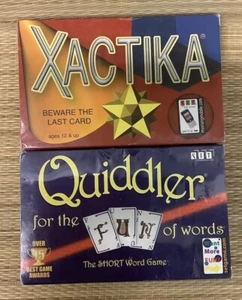 XACTIKA®
BEWARE THE
LAST CARD
ages 12 & up
Quiddler®
for the FUN of words
The SHORT Word Game
OVER
15
BEST GAME
AWARDS
SET